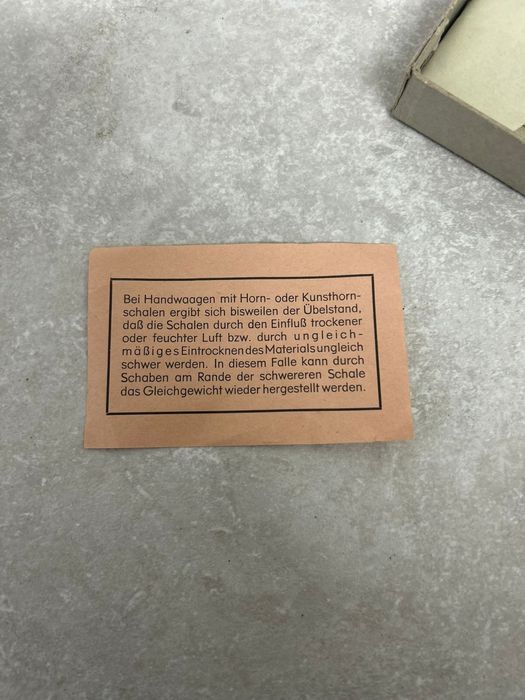 Bei Handwaagen mit Horn- oder Kunsthorn-
schalen ergibt sich bisweilen der Übelstand,
daß die Schalen durch den Einfluß trockener
oder feuchter Luft bzw. durch ungleich-
mäßiges Eintrocknen des Materials ungleich
schwer werden. In diesem Falle kann durch
Schaben am Rande der schwereren Schale
das Gleichgewicht wieder hergestellt werden.